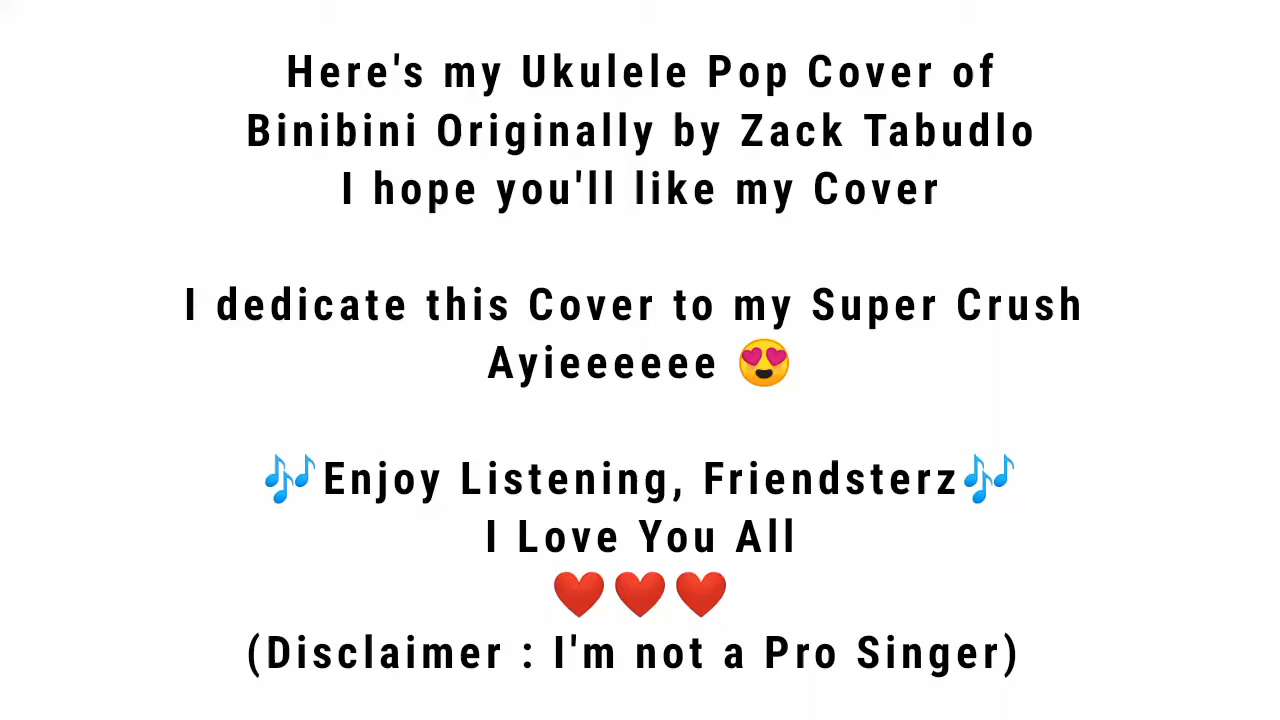 Here's my Ukulele Pop Cover of
Binibini Originally by Zack Tabudlo
I hope you'll like my Cover
I dedicate this Cover to my Super Crush
Ayieeeeee 😍
🎶Enjoy Listening, Friendsterz🎶
I Love You All
❤️❤️❤️
(Disclaimer : I'm not a Pro Singer)